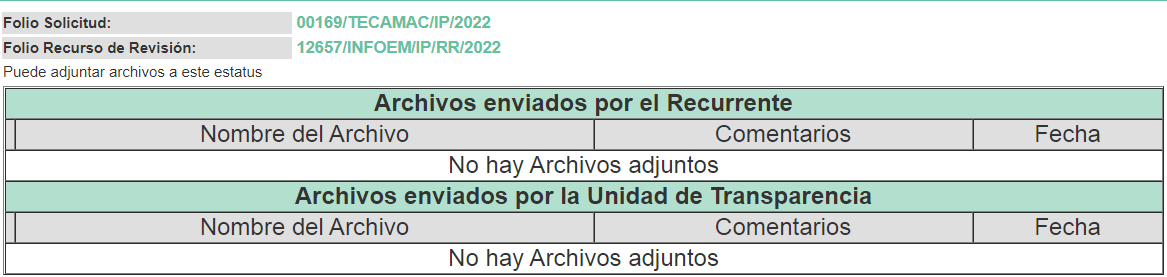 Folio Solicitud: 00169/TECAMAC/IP/2022
Folio Recurso de Revisión: 12657/INFOEM/IP/RR/2022
Puede adjuntar archivos a este estatus
Archivos enviados por el Recurrente
Nombre del Archivo Comentarios Fecha
No hay Archivos adjuntos
Archivos enviados por la Unidad de Transparencia
Nombre del Archivo Comentarios Fecha
No hay Archivos adjuntos